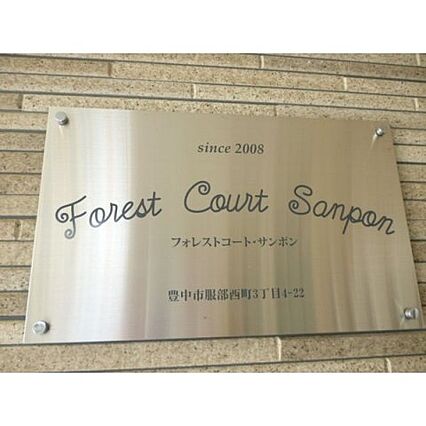 since 2008
Forest Court Sanpon
フォレストコート・サンポン
豊中市服部西町3丁目4-22